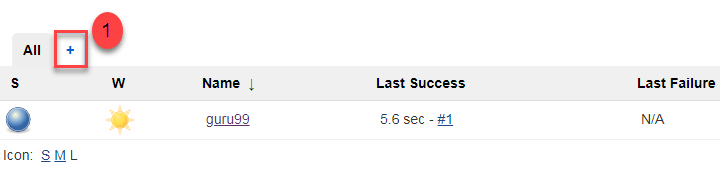 1
All +
S W Name ↓ Last Success Last Failure
guru99 5.6 sec - #1 N/A
Icon: S M L